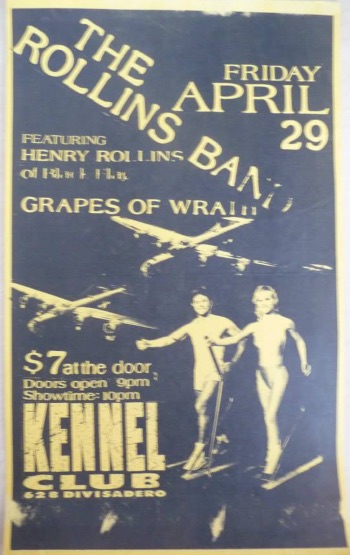 THE
ROLLINS BAND
FRIDAY
APRIL
29
FEATURING
HENRY ROLLINS
of Black Flag
GRAPES OF WRATH
$7 at the door
Doors open 9pm
Showtime: 10pm
KENNEL
CLUB
628 DIVISADERO